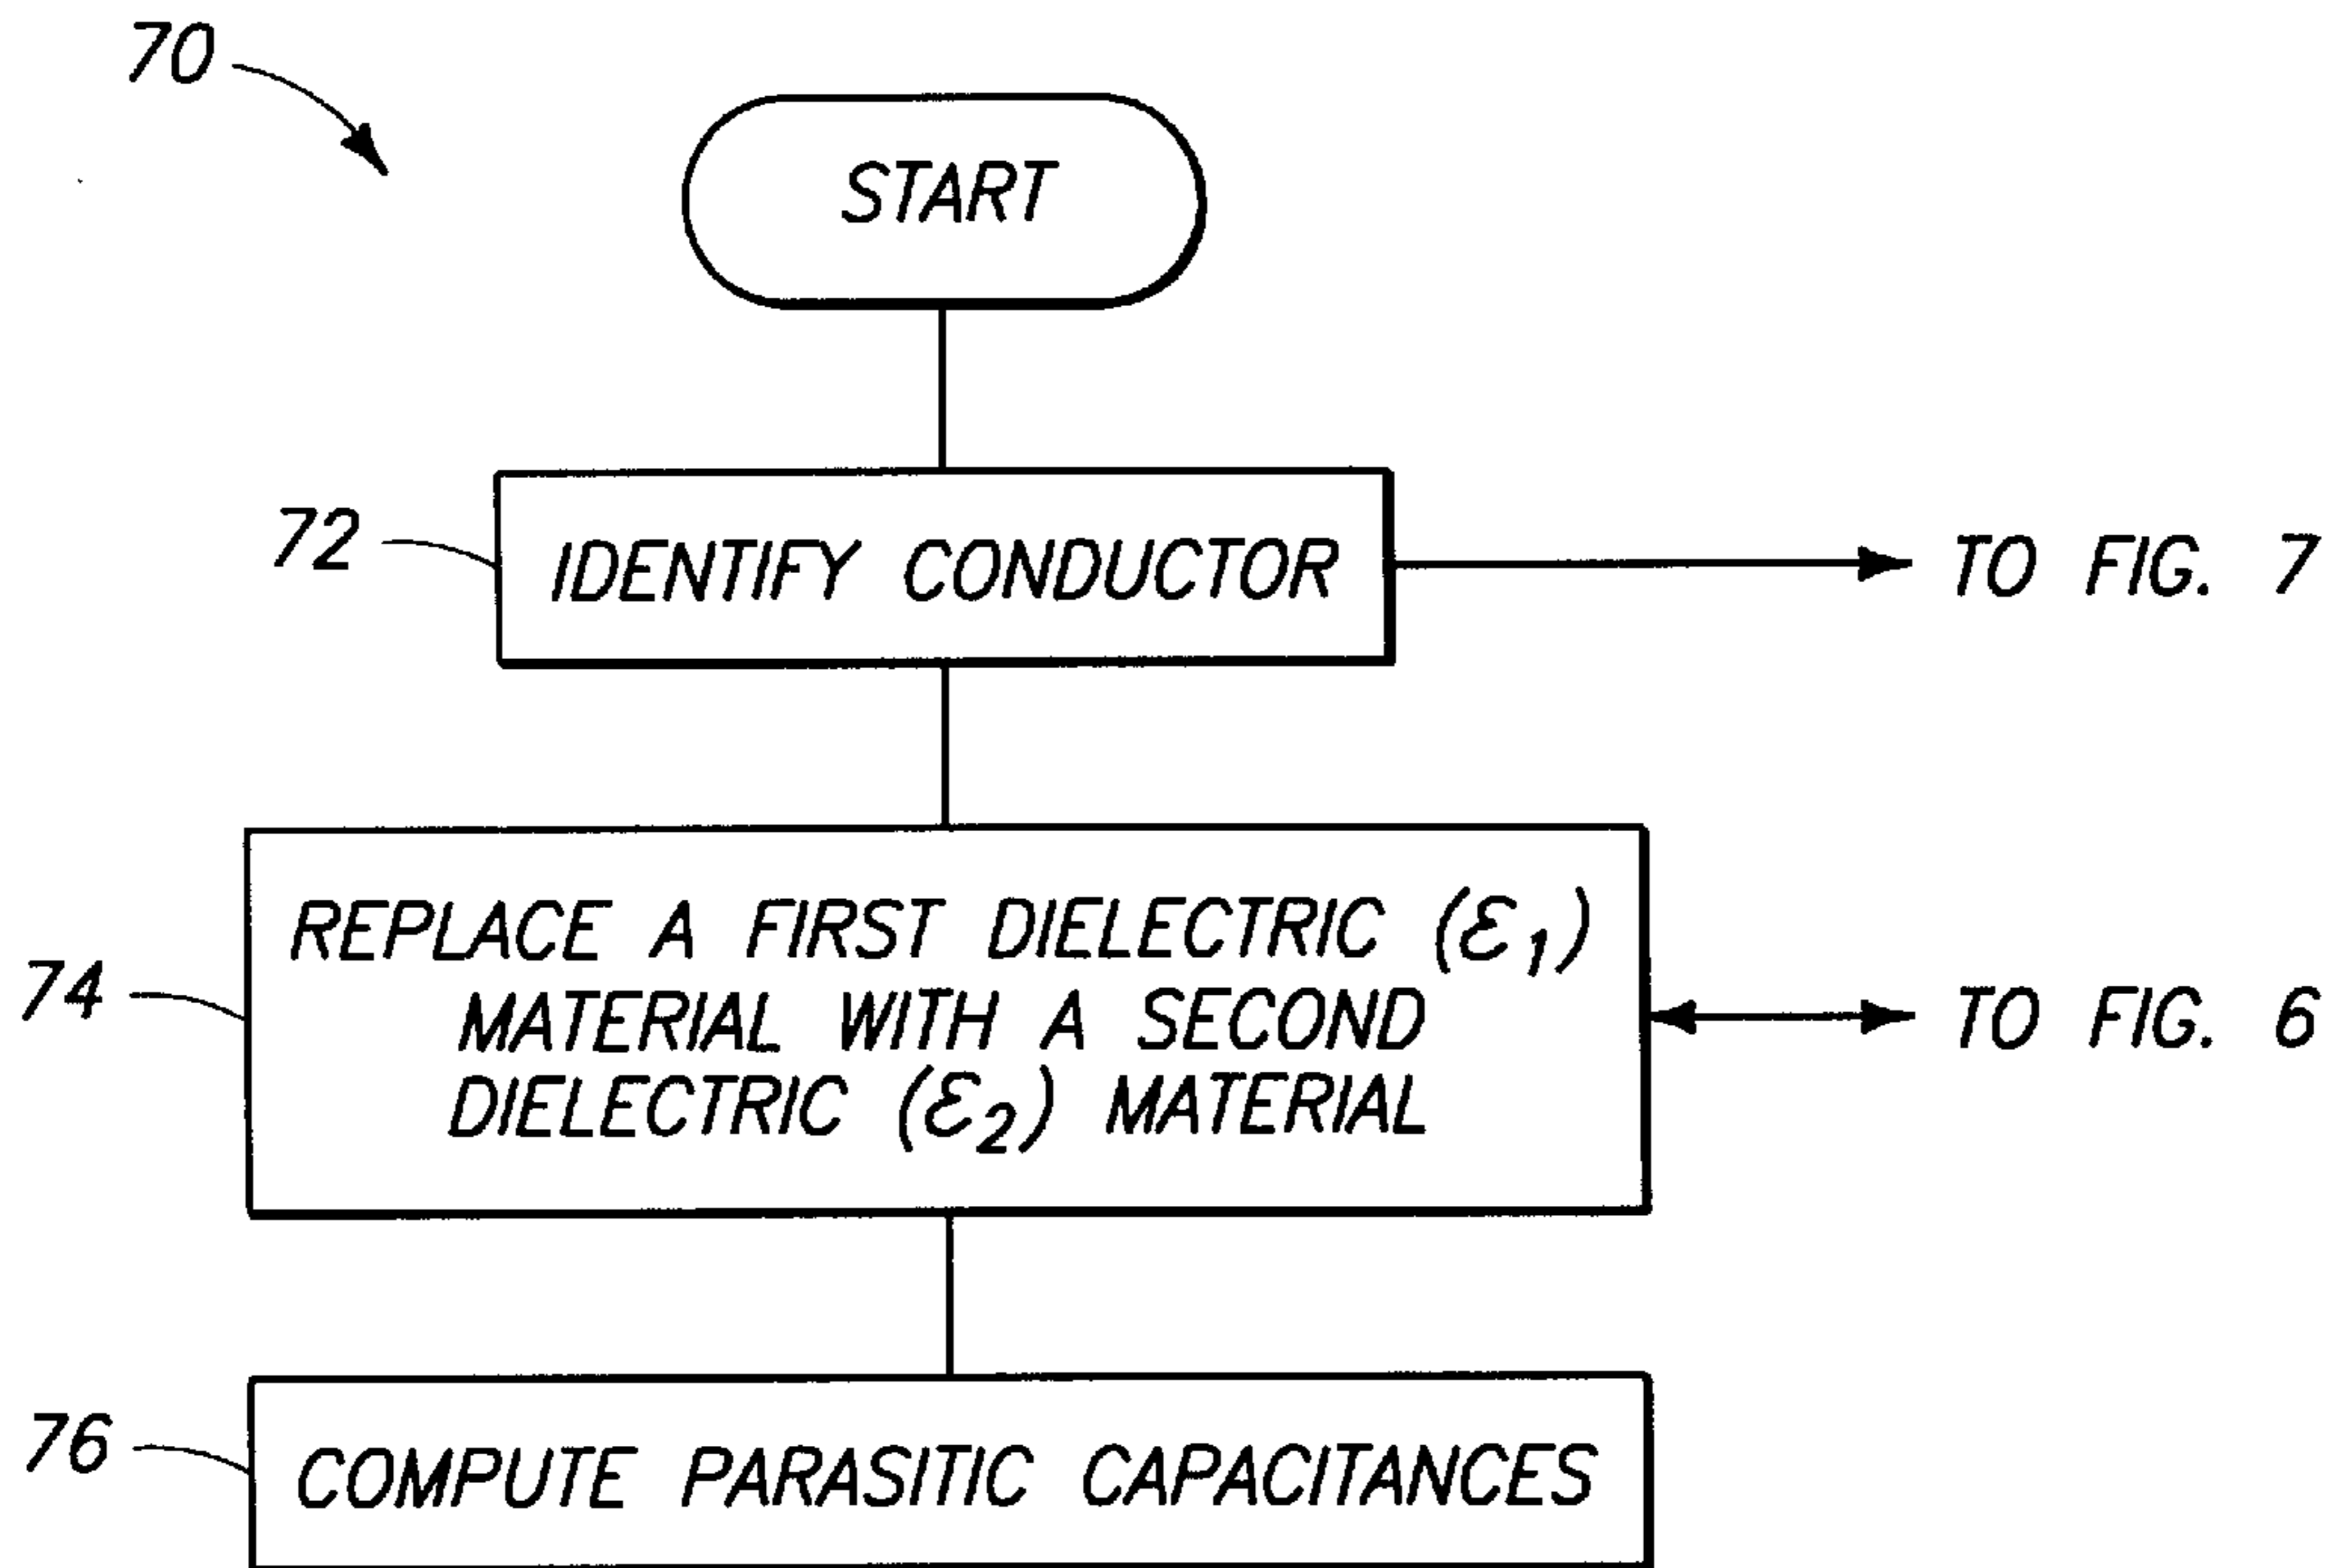 70
START
72
IDENTIFY CONDUCTOR
TO FIG. 7
REPLACE A FIRST DIELECTRIC (ε1)
74
MATERIAL WITH A SECOND
TO FIG. 6
DIELECTRIC (ε2) MATERIAL
76
COMPUTE PARASITIC CAPACITANCES